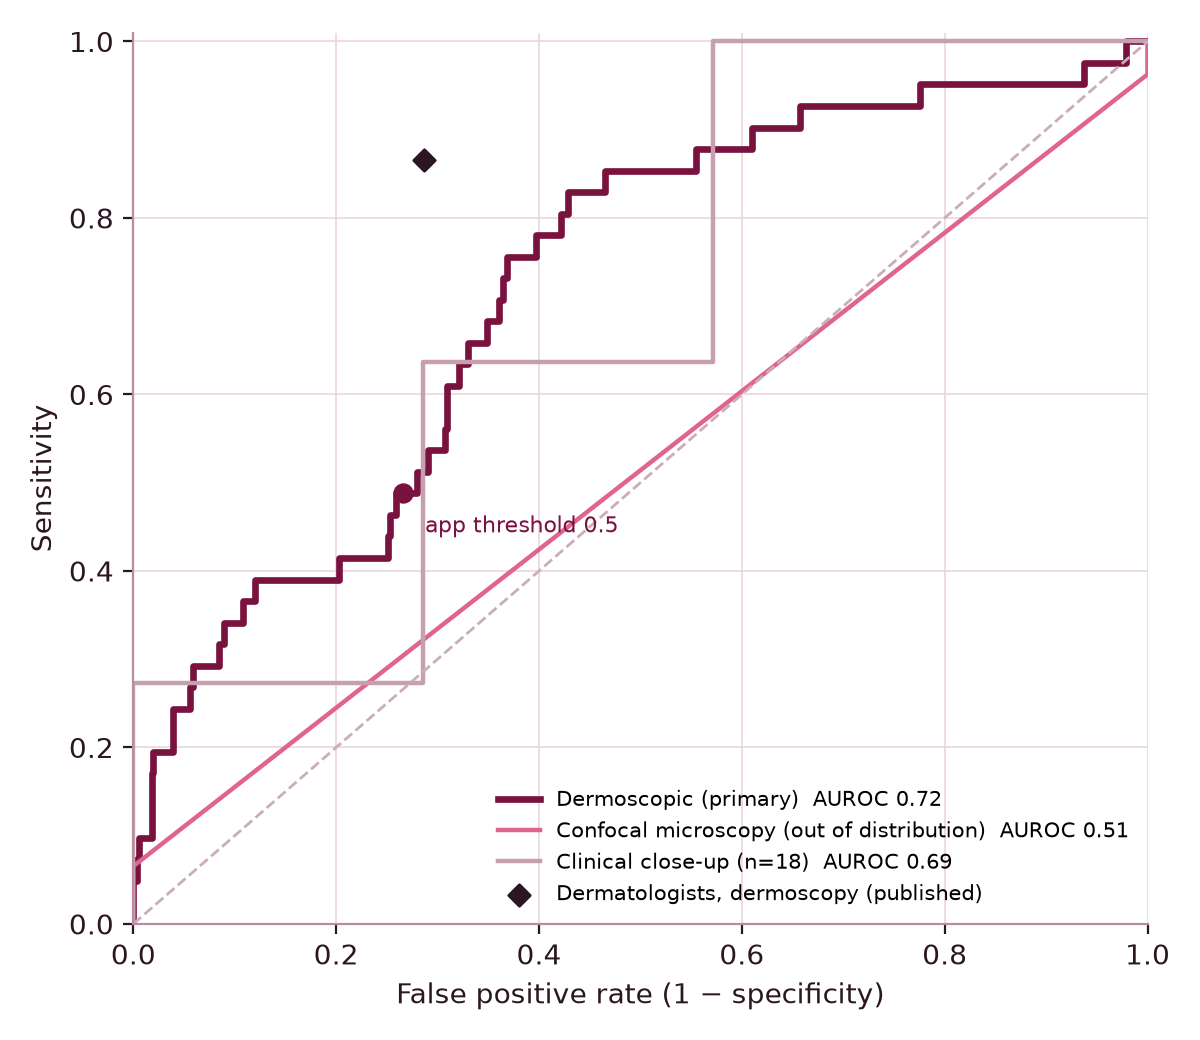 1.0
0.8
0.6
0.4
0.2
0.0
Sensitivity
app threshold 0.5
Dermoscopic (primary)  AUROC 0.72
Confocal microscopy (out of distribution)  AUROC 0.51
Clinical close-up (n=18)  AUROC 0.69
Dermatologists, dermoscopy (published)
0.0 0.2 0.4 0.6 0.8 1.0
False positive rate (1 − specificity)